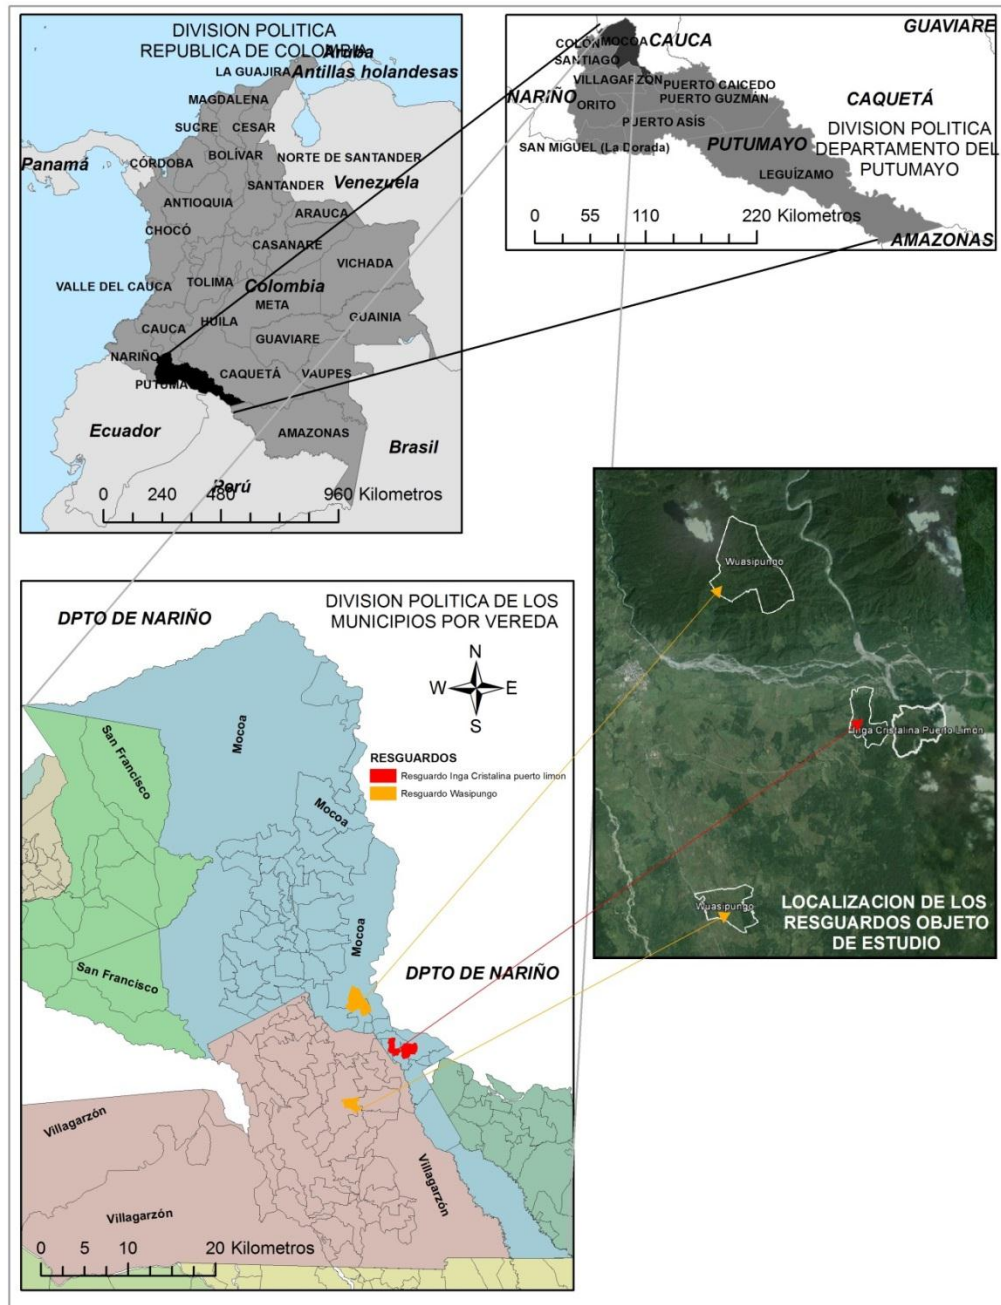 DIVISION POLITICA
REPUBLICA DE COLOMBIA
Aruba
Antillas holandesas
LA GUAJIRA
MAGDALENA
SUCRE
CESAR
BOLÍVAR
Panamá
CÓRDOBA
NORTE DE SANTANDER
SANTANDER
Venezuela
ANTIOQUIA
ARAUCA
CHOCÓ
CASANARE
VICHADA
VALLE DEL CAUCA
TOLIMA
Colombia
META
CAUCA
HUILA
GUAINIA
GUAVIARE
NARIÑO
PUTUMA
CAQUETÁ
VAUPES
Ecuador
AMAZONAS
Brasil
Perú
0 240 480 960 Kilometros
GUAVIARE
COLÓN
MOCOA
CAUCA
SANTIAGO
VILLAGARZÓN
PUERTO CAICEDO
NARIÑO
ORITO
PUERTO GUZMÁN
CAQUETÁ
PUERTO ASÍS
DIVISION POLITICA
DEPARTAMENTO DEL
PUTUMAYO
SAN MIGUEL (La Dorada)
PUTUMAYO
LEGUÍZAMO
0 55 110 220 Kilometros
AMAZONAS
DPTO DE NARIÑO
DIVISION POLITICA DE LOS
MUNICIPIOS POR VEREDA
N
W E
S
San Francisco
Mocoa
RESGUARDOS
Resguardo Inga Cristalina puerto limon
Resguardo Wasipungo
Mocoa
Mocoa
San Francisco
DPTO DE NARIÑO
Villagarzón
Villagarzón
Villagarzón
0 5 10 20 Kilometros
Wuasipungo
Inga Cristalina Puerto Limon
Wuasipungo
LOCALIZACION DE LOS
RESGUARDOS OBJETO
DE ESTUDIO